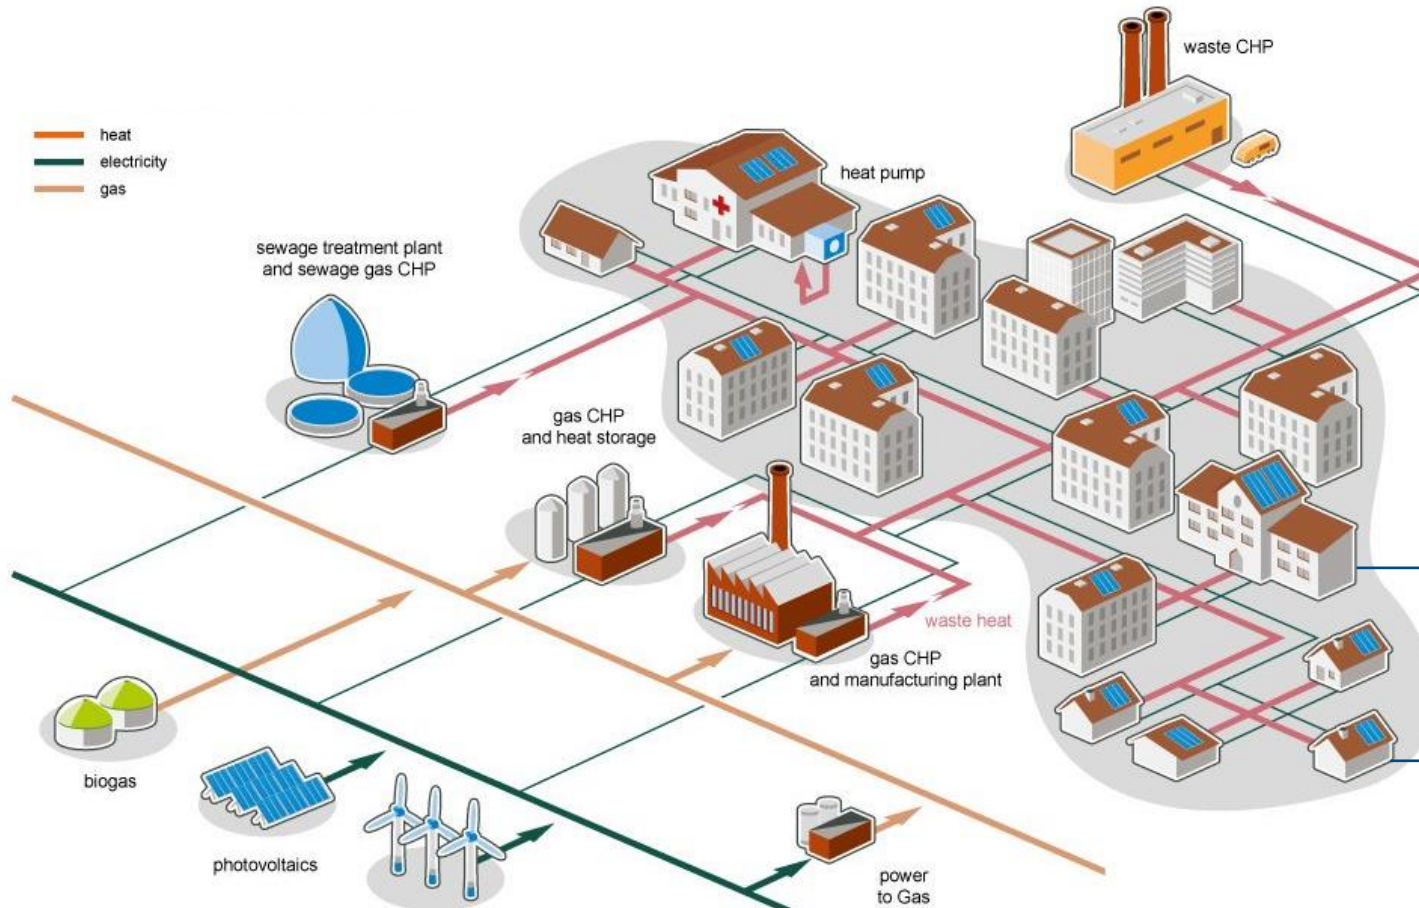 waste CHP
heat
electricity
gas
heat pump
sewage treatment plant
and sewage gas CHP
gas CHP
and heat storage
waste heat
gas CHP
and manufacturing plant
biogas
photovoltaics
power
to Gas